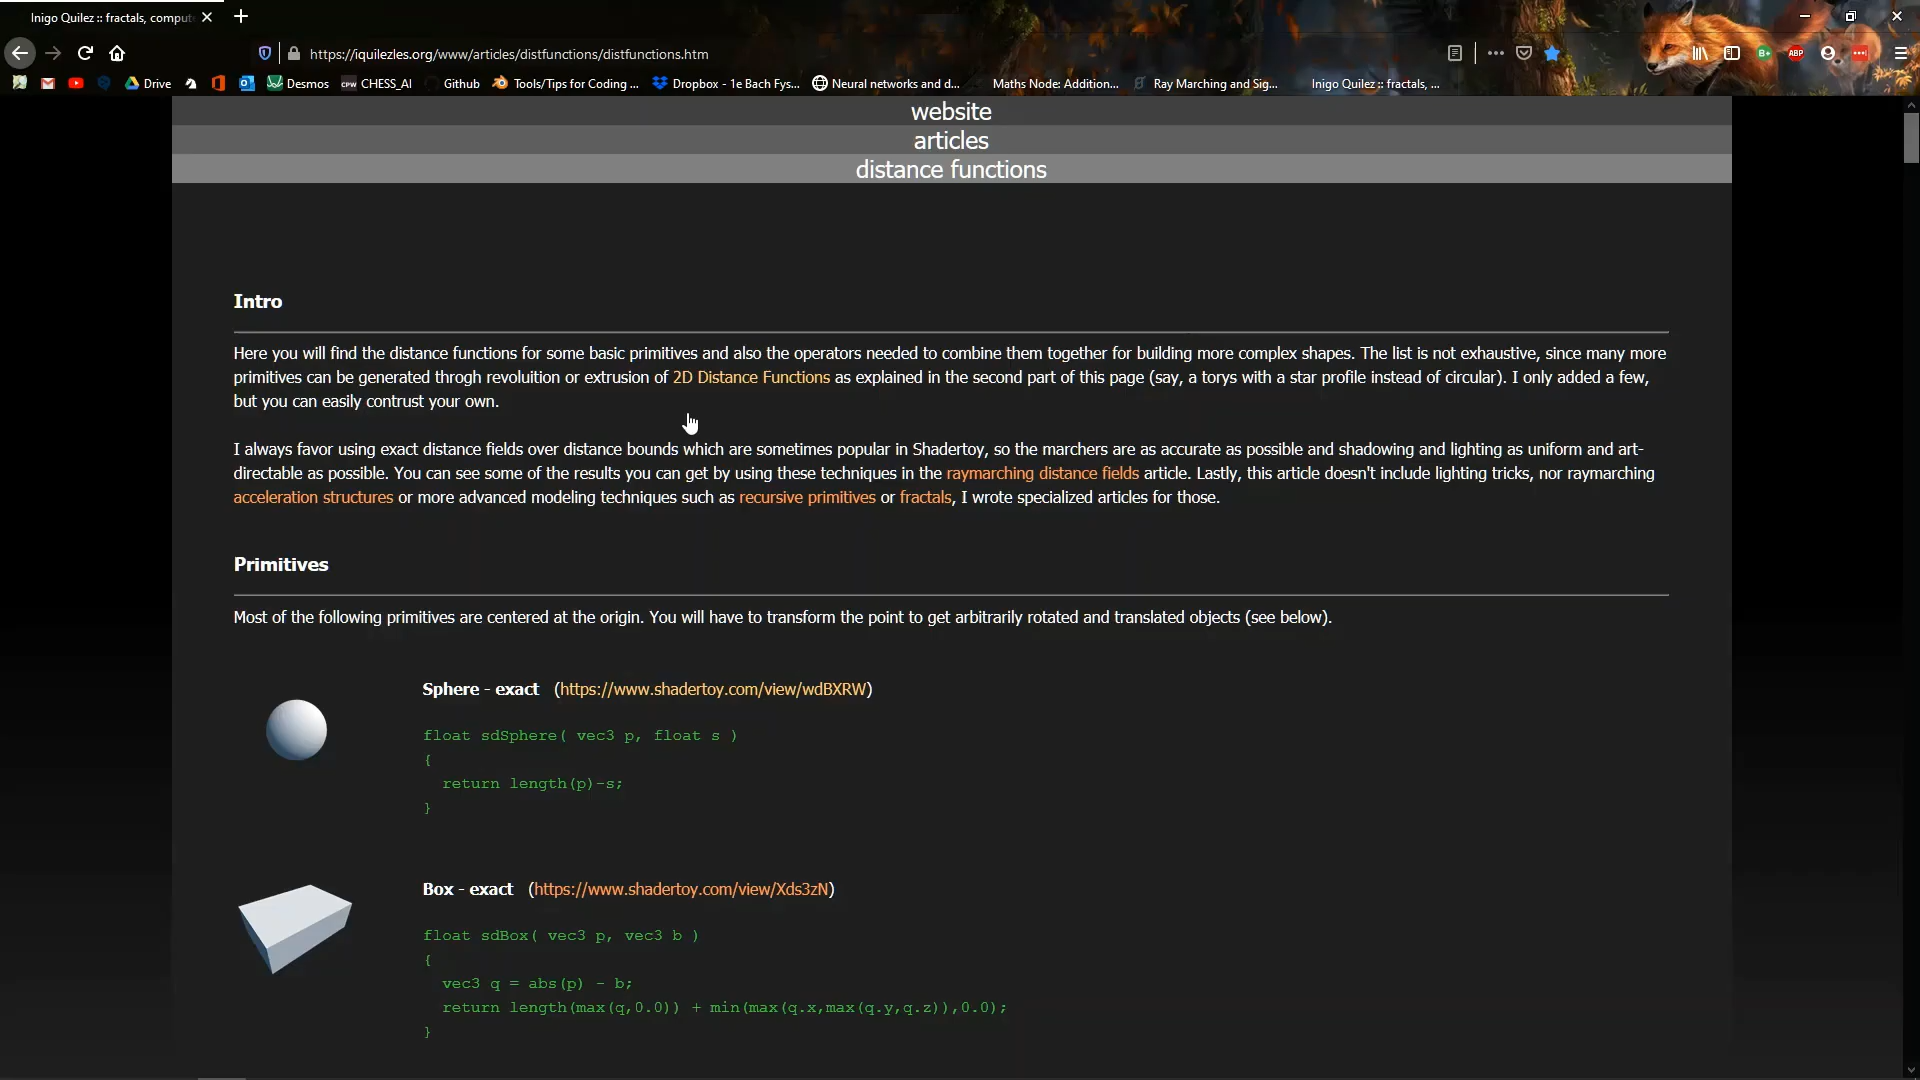 Inigo Quilez :: fractals, comput
https://iquilezles.org/www/articles/distfunctions/distfunctions.htm
Drive Desmos CPW CHESS_AI Github Tools/Tips for Coding ... Dropbox - 1e Bach Fys... Neural networks and d... Maths Node: Addition... Ray Marching and Sig... Inigo Quilez :: fractals, ...
website
articles
distance functions
Intro
Here you will find the distance functions for some basic primitives and also the operators needed to combine them together for building more complex shapes. The list is not exhaustive, since many more
primitives can be generated throgh revoluition or extrusion of 2D Distance Functions as explained in the second part of this page (say, a torys with a star profile instead of circular). I only added a few,
but you can easily contrust your own.
I always favor using exact distance fields over distance bounds which are sometimes popular in Shadertoy, so the marchers are as accurate as possible and shadowing and lighting as uniform and art-
directable as possible. You can see some of the results you can get by using these techniques in the raymarching distance fields article. Lastly, this article doesn't include lighting tricks, nor raymarching
acceleration structures or more advanced modeling techniques such as recursive primitives or fractals, I wrote specialized articles for those.
Primitives
Most of the following primitives are centered at the origin. You will have to transform the point to get arbitrarily rotated and translated objects (see below).
Sphere - exact (https://www.shadertoy.com/view/wdBXRW)
float sdSphere( vec3 p, float s )
{
return length(p)-s;
}
Box - exact (https://www.shadertoy.com/view/Xds3zN)
float sdBox( vec3 p, vec3 b )
{
vec3 q = abs(p) - b;
return length(max(q,0.0)) + min(max(q.x,max(q.y,q.z)),0.0);
}